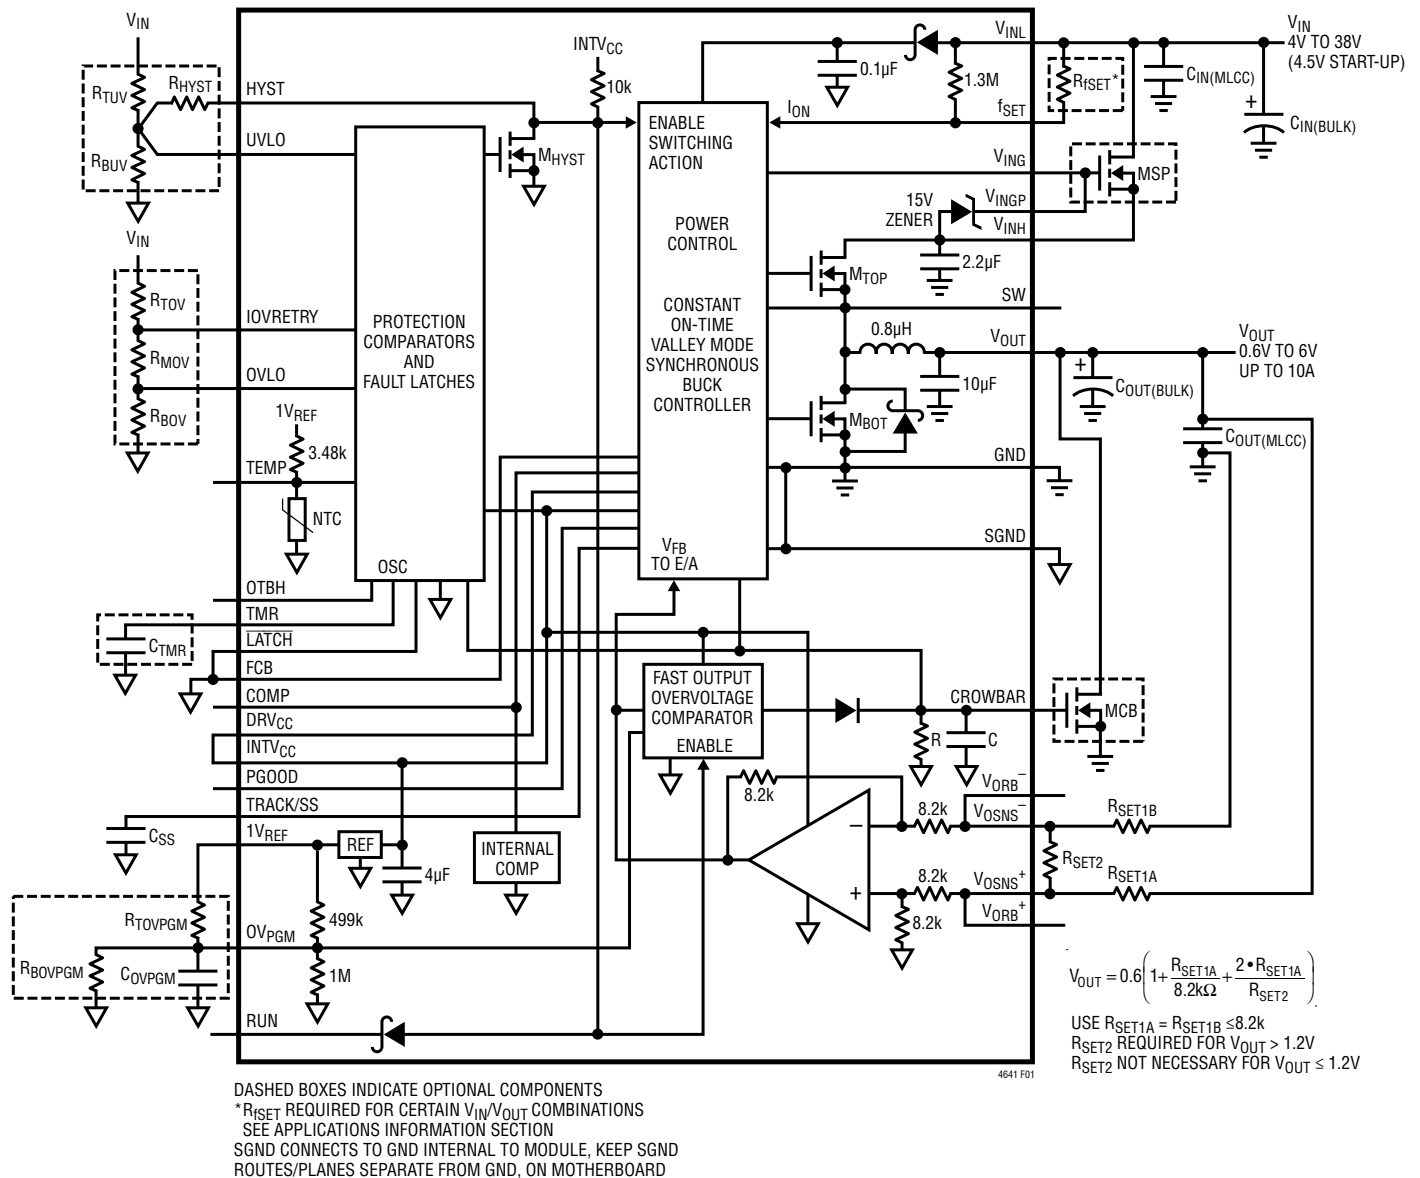 VIN
RTUV
RHYST
RBUV
HYST
UVLO
VIN
RTOV
RMOV
RBOV
IOVRETRY
OVLO
1VREF
3.48k
TEMP
NTC
OTBH
TMR
LATCH
CTMR
FCB
COMP
DRVCC
INTVCC
PGOOD
TRACK/SS
CSS
1VREF
RTOVPGM
OVPGM
RBOVPGM
COVPGM
RUN
PROTECTION
COMPARATORS
AND
FAULT LATCHES
OSC
MHYST
INTVCC
10k
ENABLE
SWITCHING
ACTION
POWER
CONTROL
CONSTANT
ON-TIME
VALLEY MODE
SYNCHRONOUS
BUCK
CONTROLLER
VFB
TO E/A
0.1µF
1.3M
ION
VINL
fSET
RfSET*
CIN(MLCC)
VIN
4V TO 38V
(4.5V START-UP)
+
CIN(BULK)
VING
MSP
15V
ZENER
VINGP
VINH
2.2µF
MTOP
SW
0.8µH
VOUT
VOUT
0.6V TO 6V
UP TO 10A
10µF
+
COUT(BULK)
COUT(MLCC)
MBOT
GND
SGND
FAST OUTPUT
OVERVOLTAGE
COMPARATOR
ENABLE
CROWBAR
MCB
R
C
8.2k
VORB–
8.2k
VOSNS–
RSET1B
–
RSET2
+
8.2k
VOSNS+
RSET1A
8.2k
VORB+
REF
4µF
INTERNAL
COMP
499k
1M
VOUT = 0.6(1+ RSET1A/8.2kΩ + 2•RSET1A/RSET2)
USE RSET1A = RSET1B ≤8.2k
RSET2 REQUIRED FOR VOUT > 1.2V
RSET2 NOT NECESSARY FOR VOUT ≤ 1.2V
4641 F01
DASHED BOXES INDICATE OPTIONAL COMPONENTS
*RfSET REQUIRED FOR CERTAIN VIN/VOUT COMBINATIONS
SEE APPLICATIONS INFORMATION SECTION
SGND CONNECTS TO GND INTERNAL TO MODULE, KEEP SGND
ROUTES/PLANES SEPARATE FROM GND, ON MOTHERBOARD